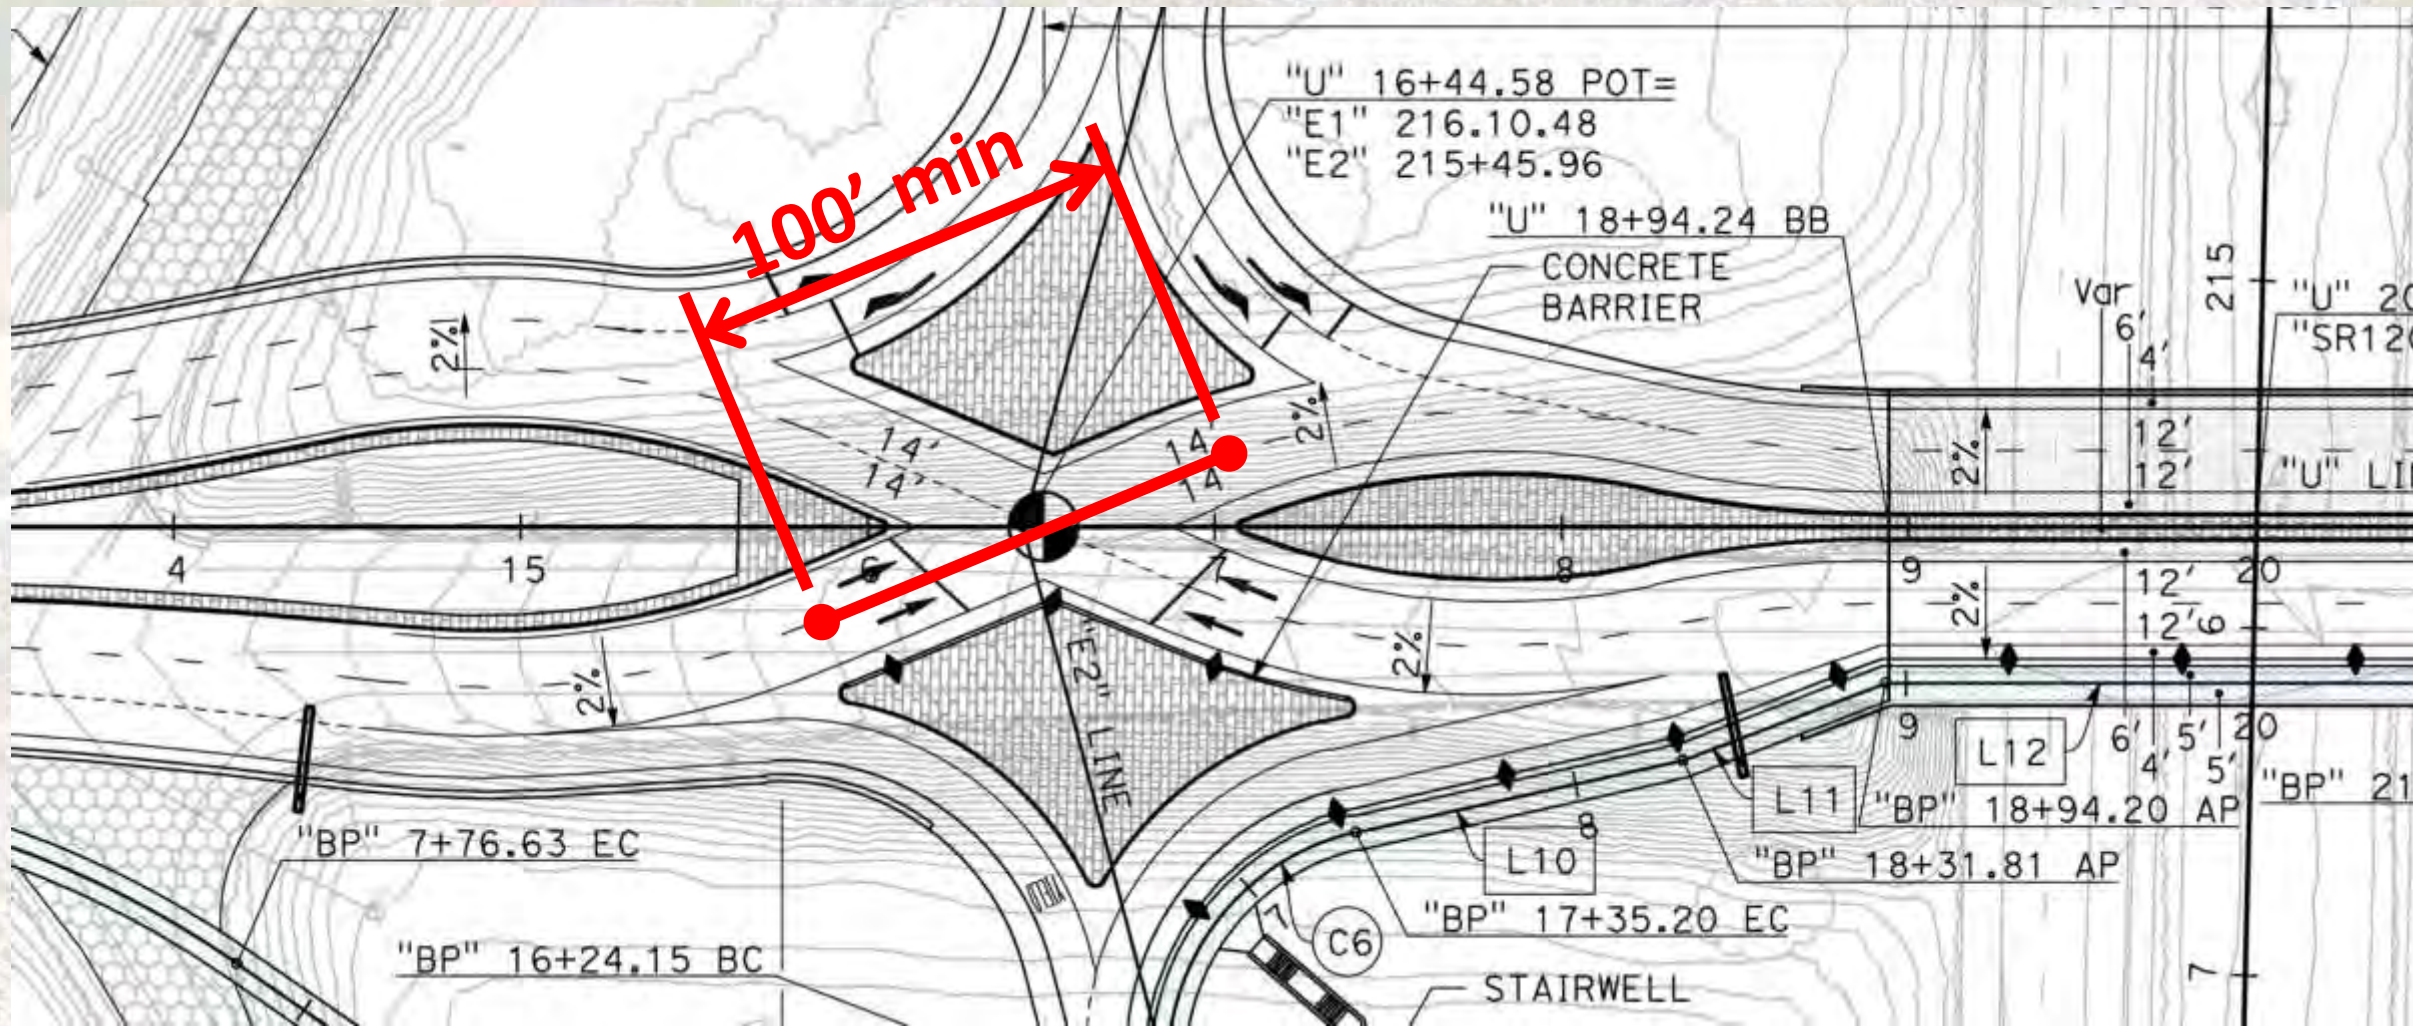 "U" 16+44.58 POT=
"E1" 216.10.48
"E2" 215+45.96
100' min
"U" 18+94.24 BB
CONCRETE
BARRIER
215
Var
6'
4'
"U" 20
"SR120
2%
2%
2%
2%
14'
14'
14
14
12'
12'
"U" LI
4
15
6
7
8
9
20
2%
12'
12'
6
2%
2%
"E2" LINE
9
L12
6'
4'
5'
5'
20
"BP" 21
L11
"BP" 18+94.20 AP
8
"BP" 7+76.63 EC
L10
"BP" 18+31.81 AP
7
C6
"BP" 17+35.20 EC
"BP" 16+24.15 BC
7
STAIRWELL